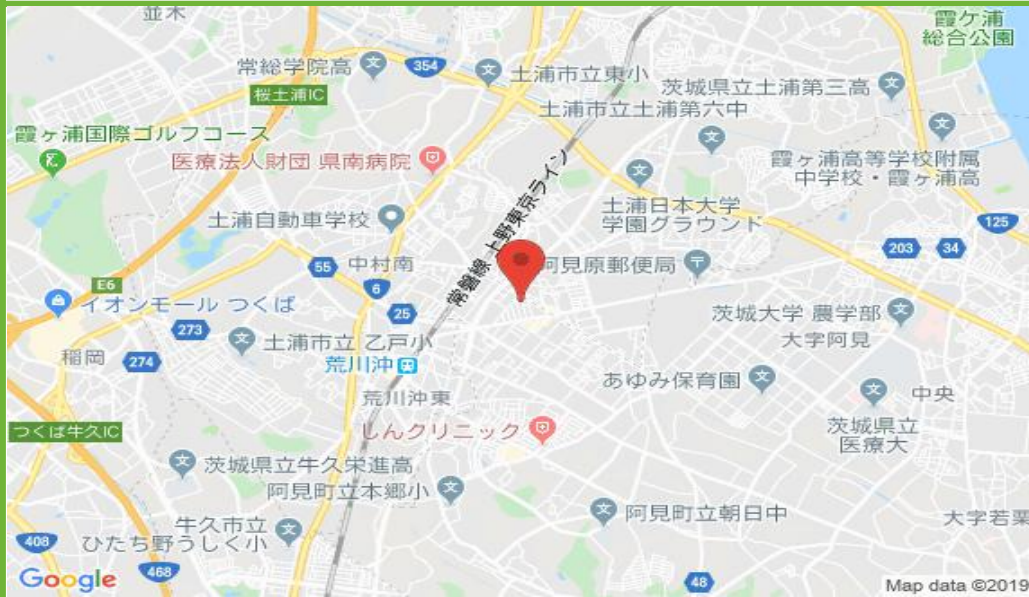 並木
霞ケ浦
総合公園
常総学院高
354
土浦市立東小
茨城県立土浦第三高
桜土浦IC
土浦市立土浦第六中
霞ヶ浦国際ゴルフコース
医療法人財団 県南病院
霞ヶ浦高等学校附属
中学校・霞ヶ浦高
常磐線 上野東京ライン
土浦日本大学
学園グラウンド
土浦自動車学校
125
203
34
55
中村南
阿見原郵便局
E6
6
イオンモール つくば
25
茨城大学 農学部
273
土浦市立 乙戸小
大字阿見
稲岡
274
荒川沖
あゆみ保育園
中央
荒川沖東
つくば牛久IC
しんクリニック
茨城県立
医療大
茨城県立牛久栄進高
阿見町立本郷小
阿見町立朝日中
大字若栗
牛久市立
ひたち野うしく小
408
468
48
Google
Map data ©2019